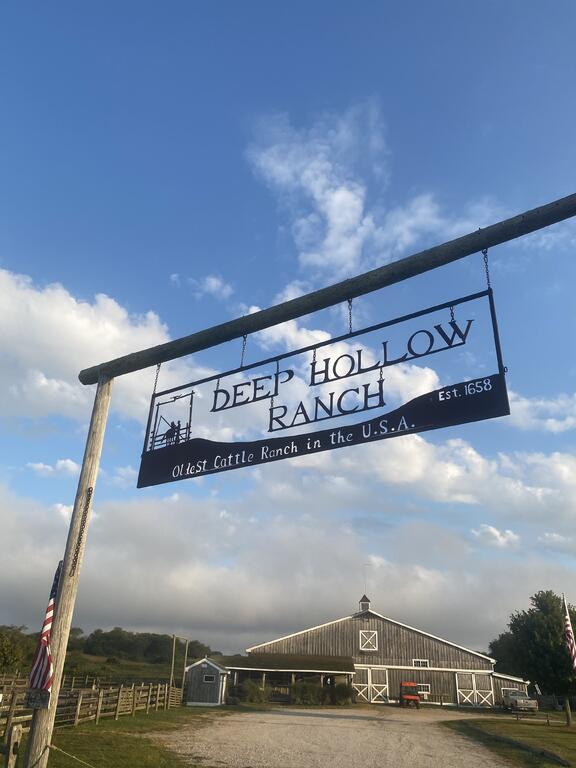 DEEP HOLLOW
RANCH
Est. 1658
Oldest Cattle Ranch in the U.S.A.